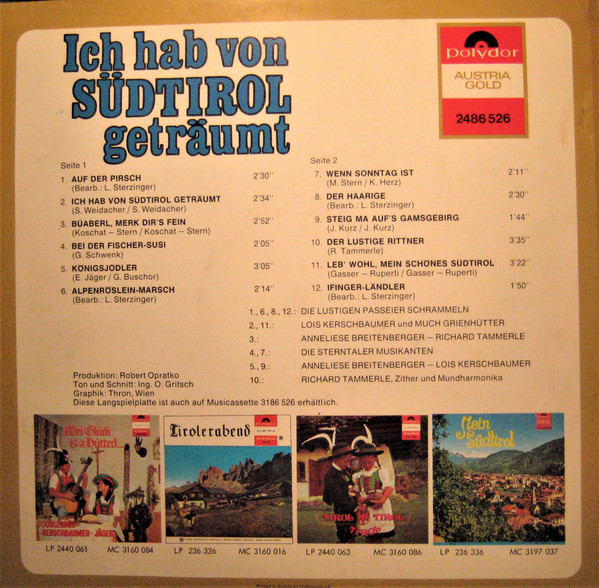 Ich hab von
SÜDTIROL
geträumt
Polydor
AUSTRIA
GOLD
2486 526
Seite 1
1. AUF DER PIRSCH 2'30''
(Bearb.: L. Sterzinger)
2. ICH HAB VON SÜDTIROL GETRÄUMT 2'34''
(S. Weidacher / S. Weidacher)
3. BÜABERL, MERK DIR'S FEIN 2'52''
(Koschat – Stern / Koschat – Stern)
4. BEI DER FISCHER-SUSI 2'05''
(G. Schwenk)
5. KÖNIGSJODLER 3'05''
(E. Jäger / G. Buschor)
6. ALPENRÖSLEIN-MARSCH 2'14''
(Bearb.: L. Sterzinger)
Seite 2
7. WENN SONNTAG IST 2'11''
(M. Stern / K. Herz)
8. DER HAARIGE 2'30''
(Bearb.: L. Sterzinger)
9. STEIG MA AUF'S GAMSGEBIRG 1'44''
(J. Kurz / J. Kurz)
10. DER LUSTIGE RITTNER 3'35''
(R. Tammerle)
11. LEB' WOHL, MEIN SCHÖNES SÜDTIROL 3'22''
(Gasser – Ruperti / Gasser – Ruperti)
12. IFINGER-LÄNDLER 1'50''
(Bearb.: L. Sterzinger)
1., 6., 8., 12.: DIE LUSTIGEN PASSEIER SCHRAMMELN
2., 11.: LOIS KERSCHBAUMER und MUCH GRIENHÜTTER
3.: ANNELIESE BREITENBERGER – RICHARD TAMMERLE
4., 7.: DIE STERNTALER MUSIKANTEN
5., 9.: ANNELIESE BREITENBERGER – LOIS KERSCHBAUMER
10.: RICHARD TAMMERLE, Zither und Mundharmonika
Produktion: Robert Opratko
Ton und Schnitt: Ing. O. Gritsch
Graphik: Thron, Wien
Diese Langspielplatte ist auch auf Musicassette 3186 526 erhältlich.
Mei Glück
is a Hütterl...
KERSCHBAUMER-JÄGER
Tirolerabend
TIROL IST TIROL
Mein
Südtirol
LP 2440 061 MC 3160 084 LP 236 326 MC 3160 016 LP 2440 063 MC 3160 086 LP 236 336 MC 3197 037